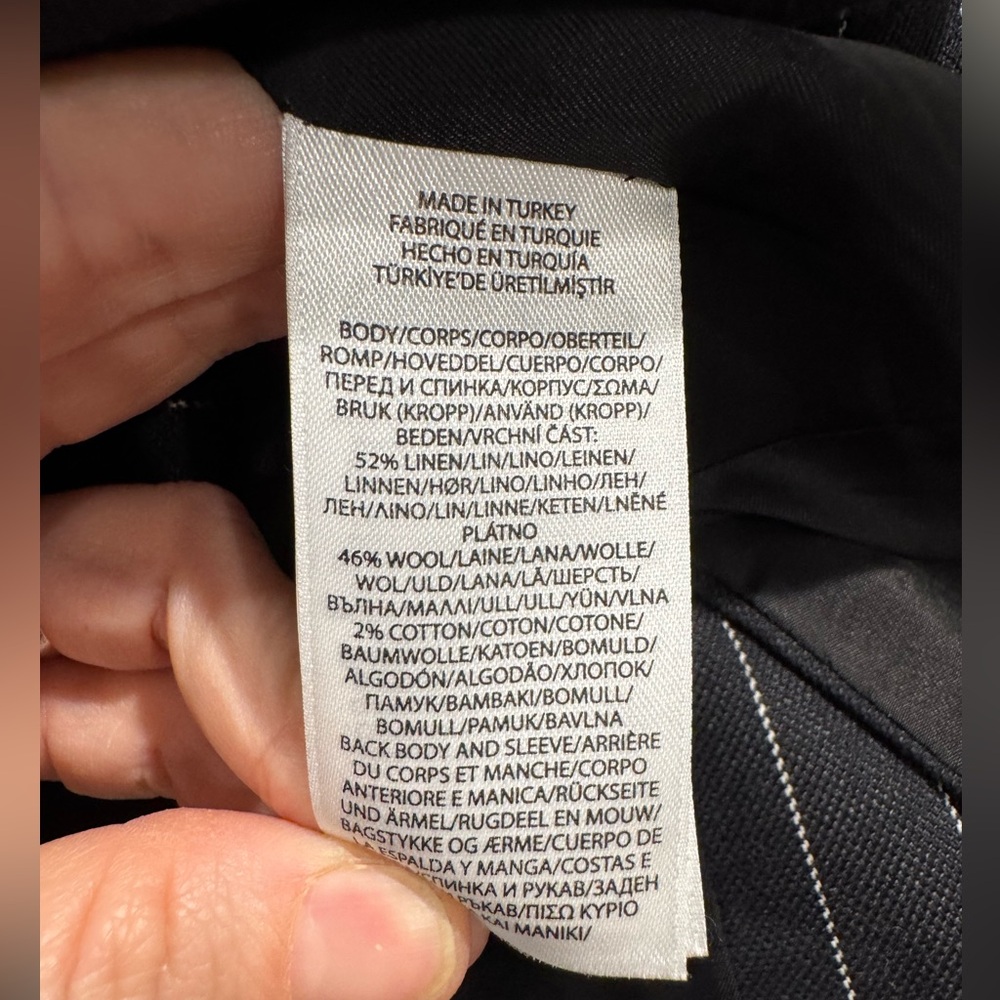 MADE IN TURKEY
FABRIQUÉ EN TURQUIE
HECHO EN TURQUÍA
TÜRKİYE'DE ÜRETİLMİŞTİR
BODY/CORPS/CORPO/OBERTEIL/
ROMP/HOVEDDEL/CUERPO/CORPO/
ПЕРЕД И СПИНКА/КОРПУС/ΣΩΜΑ/
BRUK (KROPP)/ANVÄND (KROPP)/
BEDEN/VRCHNÍ ČÁST:
52% LINEN/LIN/LINO/LEINEN/
LINNEN/HØR/LINO/LINHO/ЛЕН/
ЛЕН/ΛΙΝΟ/LIN/LINNE/KETEN/LNĚNÉ
PLÁTNO
46% WOOL/LAINE/LANA/WOLLE/
WOL/ULD/LANA/LÃ/ШЕРСТЬ/
ВЪЛНА/ΜΑΛΛΙ/ULL/ULL/YÜN/VLNA
2% COTTON/COTON/COTONE/
BAUMWOLLE/KATOEN/BOMULD/
ALGODÓN/ALGODÃO/ХЛОПОК/
ПАМУК/BAMBAKI/BOMULL/
BOMULL/PAMUK/BAVLNA
BACK BODY AND SLEEVE/ARRIÈRE
DU CORPS ET MANCHE/CORPO
ANTERIORE E MANICA/RÜCKSEITE
UND ÄRMEL/RUGDEEL EN MOUW/
BAGSTYKKE OG ÆRME/CUERPO DE
LA ESPALDA Y MANGA/COSTAS E
И РУКАВ/ЗАДЕН
ΠΙΣΩ ΚΥΡΙΟ
MANIKI/